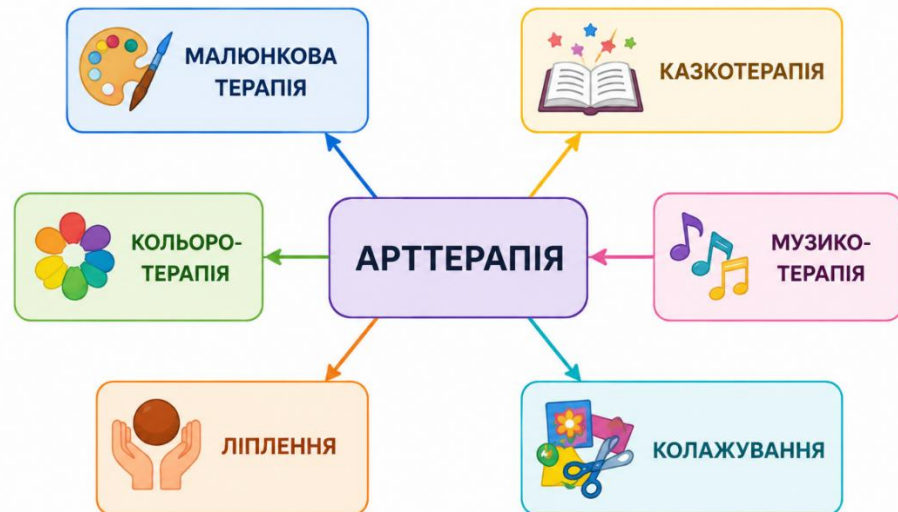 МАЛЮНКОВА
ТЕРАПІЯ
КАЗКОТЕРАПІЯ
КОЛЬОРО-
ТЕРАПІЯ
АРТТЕРАПІЯ
МУЗИКО-
ТЕРАПІЯ
ЛІПЛЕННЯ
КОЛАЖУВАННЯ